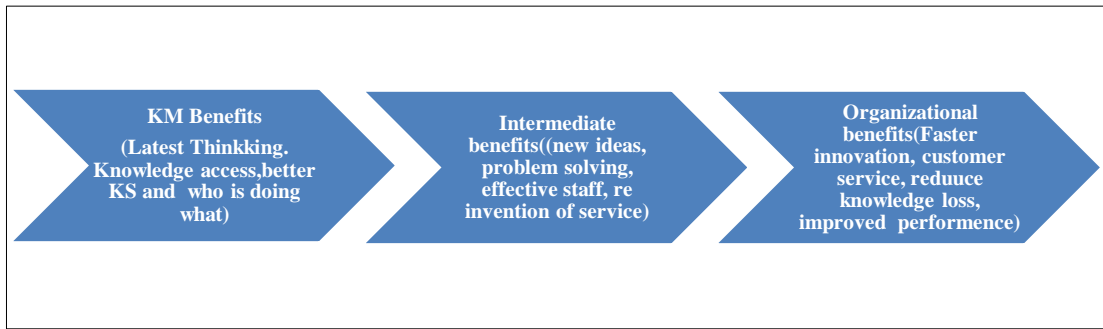 KM Benefits
(Latest Thinkking.
Knowledge access,better
KS and who is doing
what)
Intermediate
benefits((new ideas,
problem solving,
effective staff, re
invention of service)
Organizational
benefits(Faster
innovation, customer
service, reduuce
knowledge loss,
improved performence)